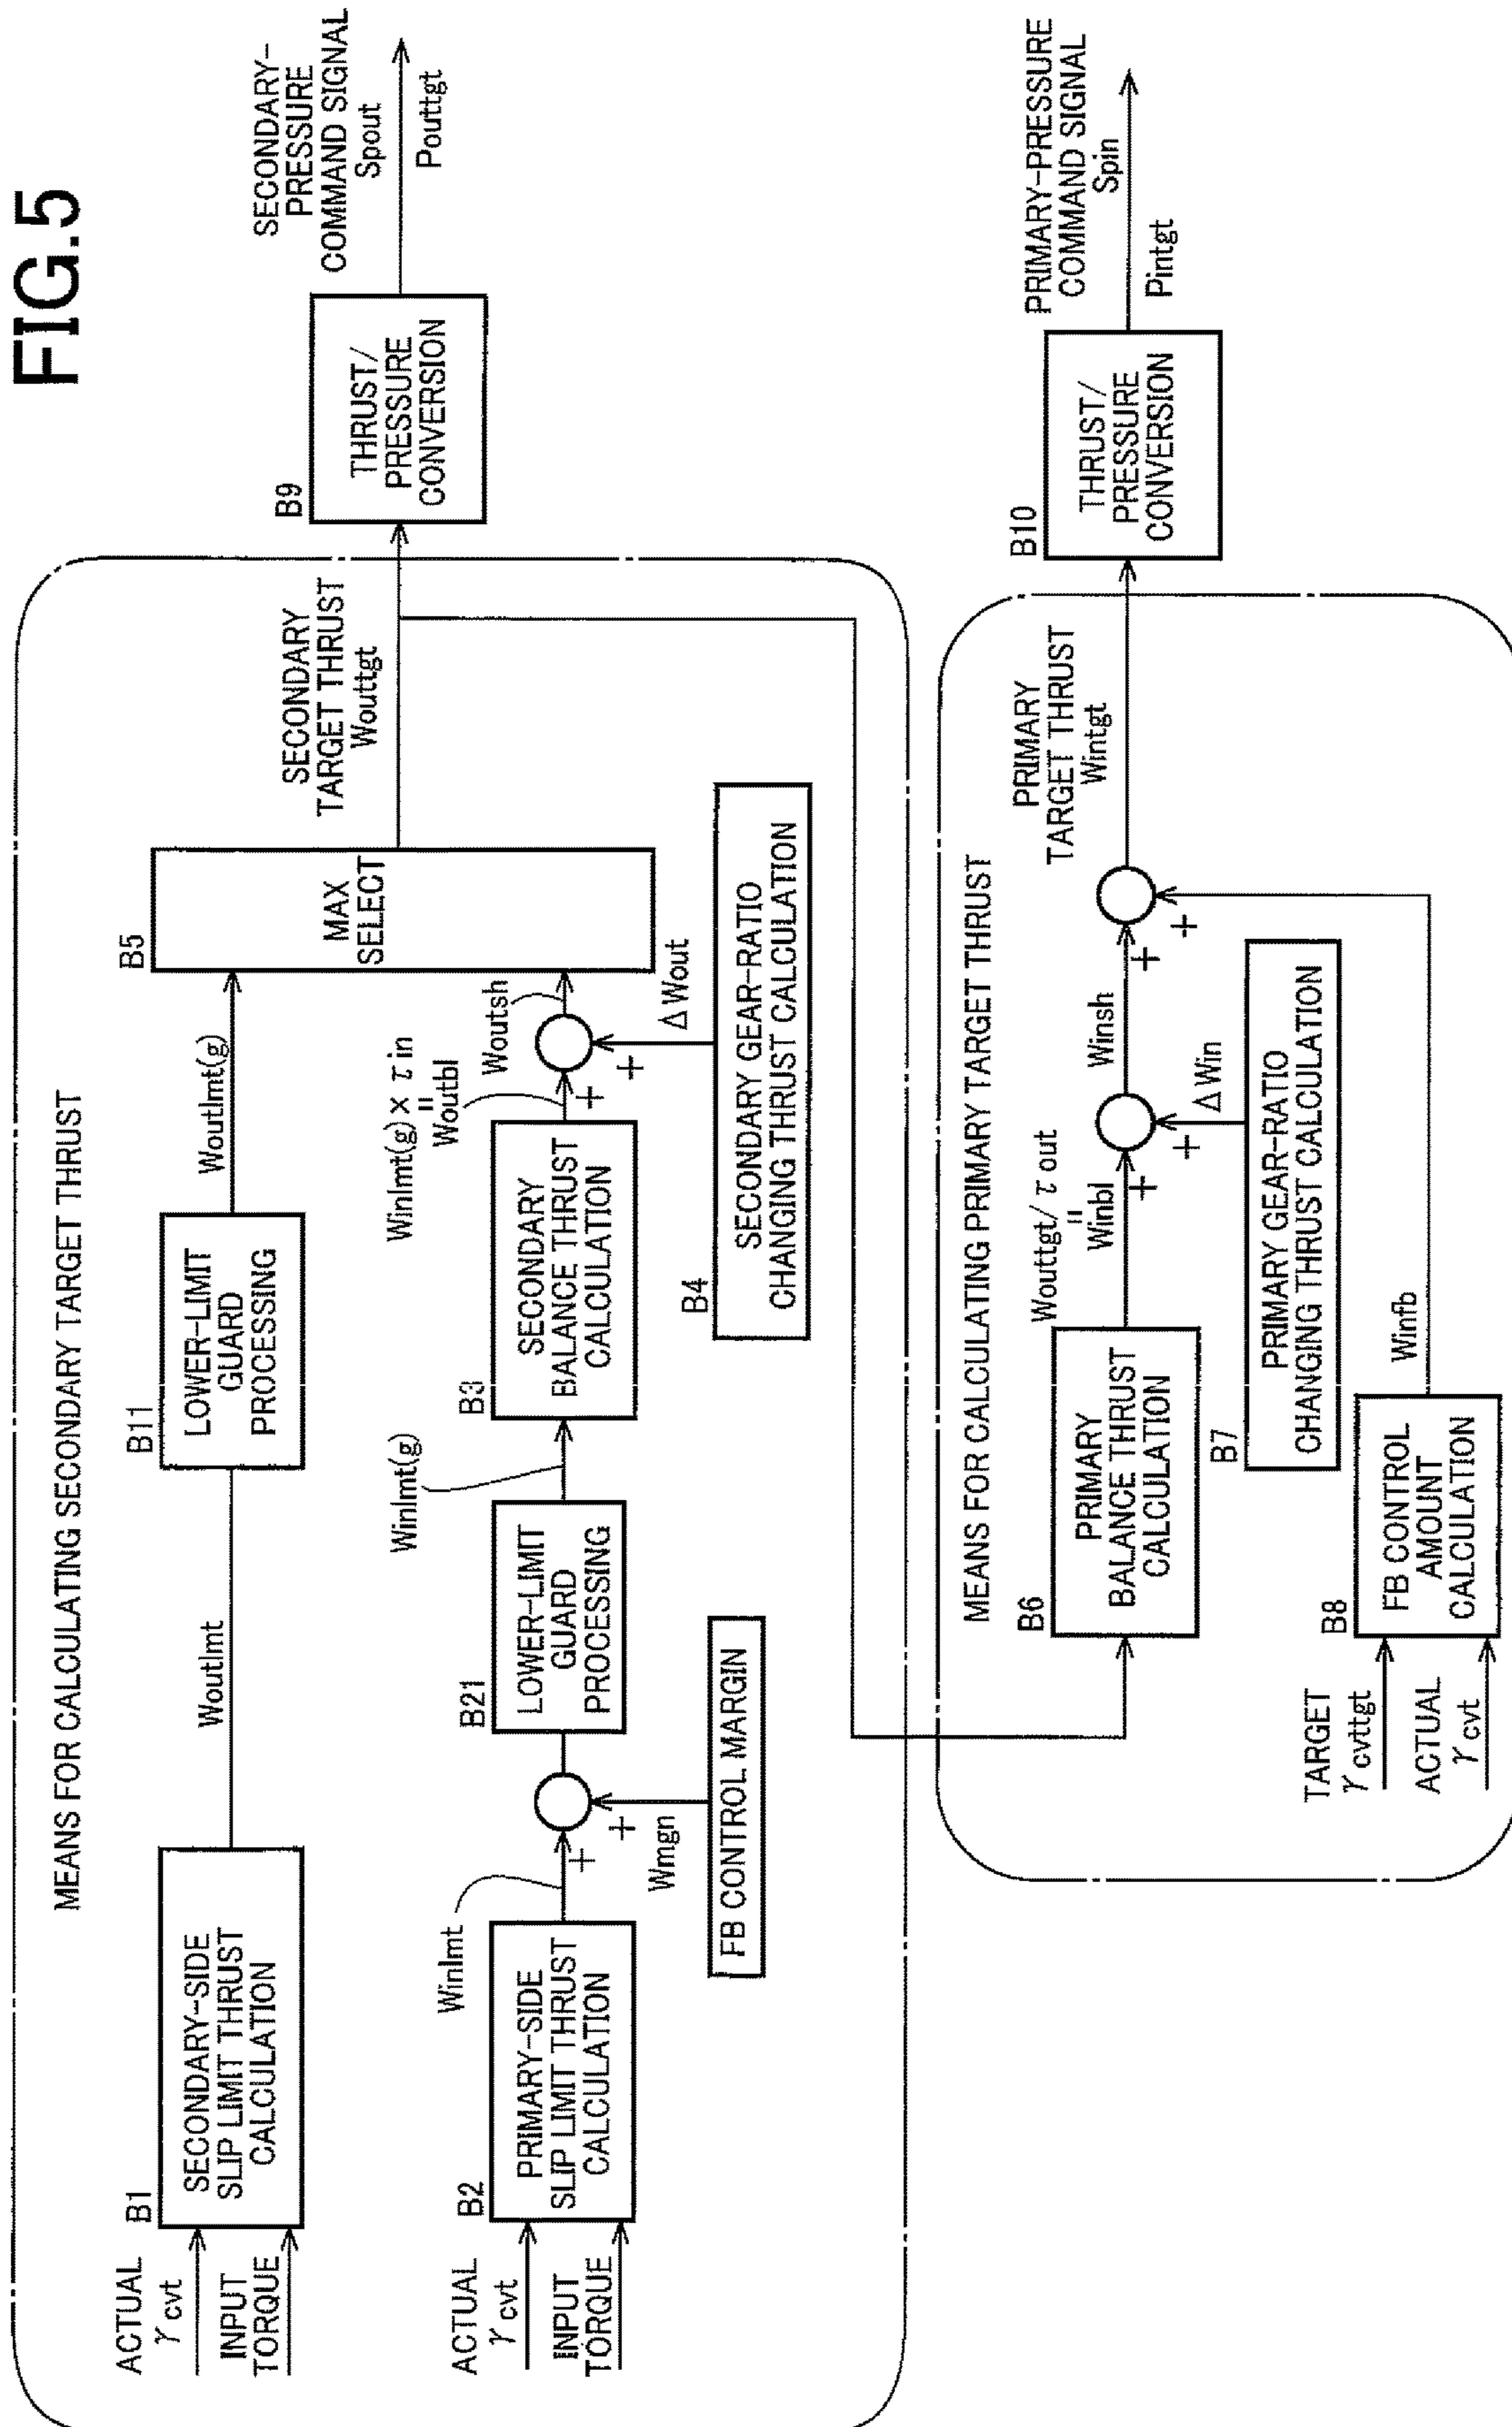 FIG.5
MEANS FOR CALCULATING SECONDARY TARGET THRUST
ACTUAL
γcvt
INPUT
TORQUE
B1
SECONDARY-SIDE
SLIP LIMIT THRUST
CALCULATION
Woutlmt
B11
LOWER-LIMIT
GUARD
PROCESSING
Woutlmt(g)
B5
MAX
SELECT
SECONDARY
TARGET THRUST
Wouttgt
B9
THRUST/
PRESSURE
CONVERSION
SECONDARY-
PRESSURE
COMMAND SIGNAL
Spout
Pouttgt
ACTUAL
γcvt
INPUT
TORQUE
B2
PRIMARY-SIDE
SLIP LIMIT THRUST
CALCULATION
Winlmt
+
+
Wmgn
FB CONTROL MARGIN
B21
LOWER-LIMIT
GUARD
PROCESSING
Winlmt(g)
B3
SECONDARY
BALANCE THRUST
CALCULATION
Winlmt(g)×τin
=
Woutbl
+
+
Woutsh
ΔWout
B4
SECONDARY GEAR-RATIO
CHANGING THRUST CALCULATION
MEANS FOR CALCULATING PRIMARY TARGET THRUST
B6
PRIMARY
BALANCE THRUST
CALCULATION
Wouttgt/τout
=
Winbl
+
+
ΔWin
B7
PRIMARY GEAR-RATIO
CHANGING THRUST CALCULATION
Winsh
+
+
PRIMARY
TARGET THRUST
Wintgt
B10
THRUST/
PRESSURE
CONVERSION
PRIMARY-PRESSURE
COMMAND SIGNAL
Spin
Pintgt
TARGET
γcvttgt
ACTUAL
γcvt
B8
FB CONTROL
AMOUNT
CALCULATION
Winfb